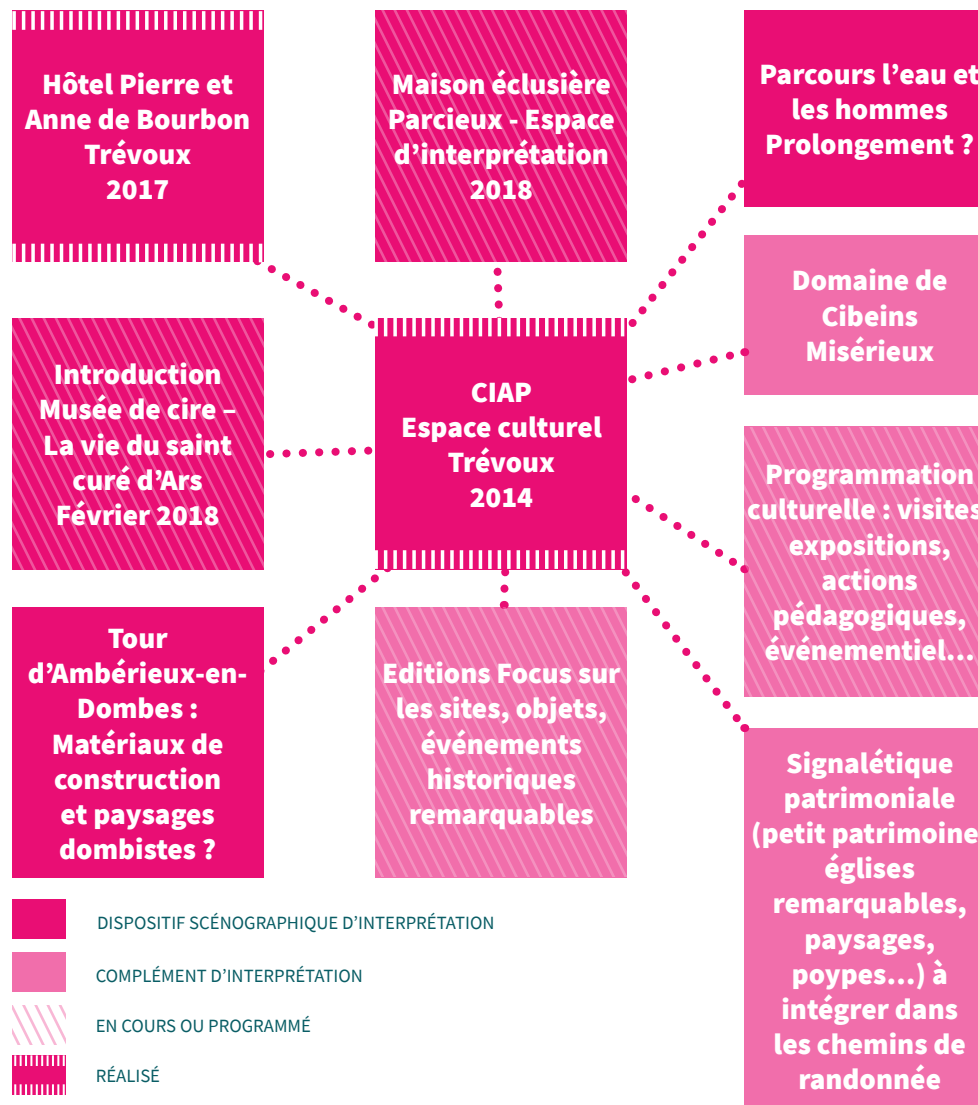 Hôtel Pierre et
Anne de Bourbon
Trévoux
2017
Maison éclusière
Parcieux - Espace
d'interprétation
2018
Parcours l'eau et
les hommes
Prolongement ?
Domaine de
Cibeins
Misérieux
Introduction
Musée de cire –
La vie du saint
curé d'Ars
Février 2018
CIAP
Espace culturel
Trévoux
2014
Programmation
culturelle : visites
expositions,
actions
pédagogiques,
événementiel...
Tour
d'Ambérieux-en-
Dombes :
Matériaux de
construction
et paysages
dombistes ?
Editions Focus sur
les sites, objets,
événements
historiques
remarquables
Signalétique
patrimoniale
(petit patrimoine
églises
remarquables,
paysages,
poypes...) à
intégrer dans
les chemins de
randonnée
DISPOSITIF SCÉNOGRAPHIQUE D'INTERPRÉTATION
COMPLÉMENT D'INTERPRÉTATION
EN COURS OU PROGRAMMÉ
RÉALISÉ